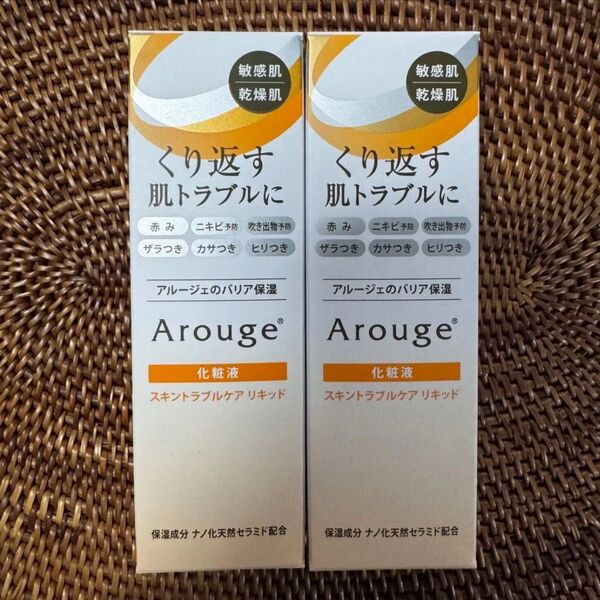 敏感肌
乾燥肌
くり返す
肌トラブルに
赤み ニキビ予防 吹き出物予防
ザラつき カサつき ヒリつき
アルージェのバリア保湿
Arouge®
化粧液
スキントラブルケア リキッド
保湿成分 ナノ化天然セラミド配合
敏感肌
乾燥肌
くり返す
肌トラブルに
赤み ニキビ予防 吹き出物予防
ザラつき カサつき ヒリつき
アルージェのバリア保湿
Arouge®
化粧液
スキントラブルケア リキッド
保湿成分 ナノ化天然セラミド配合